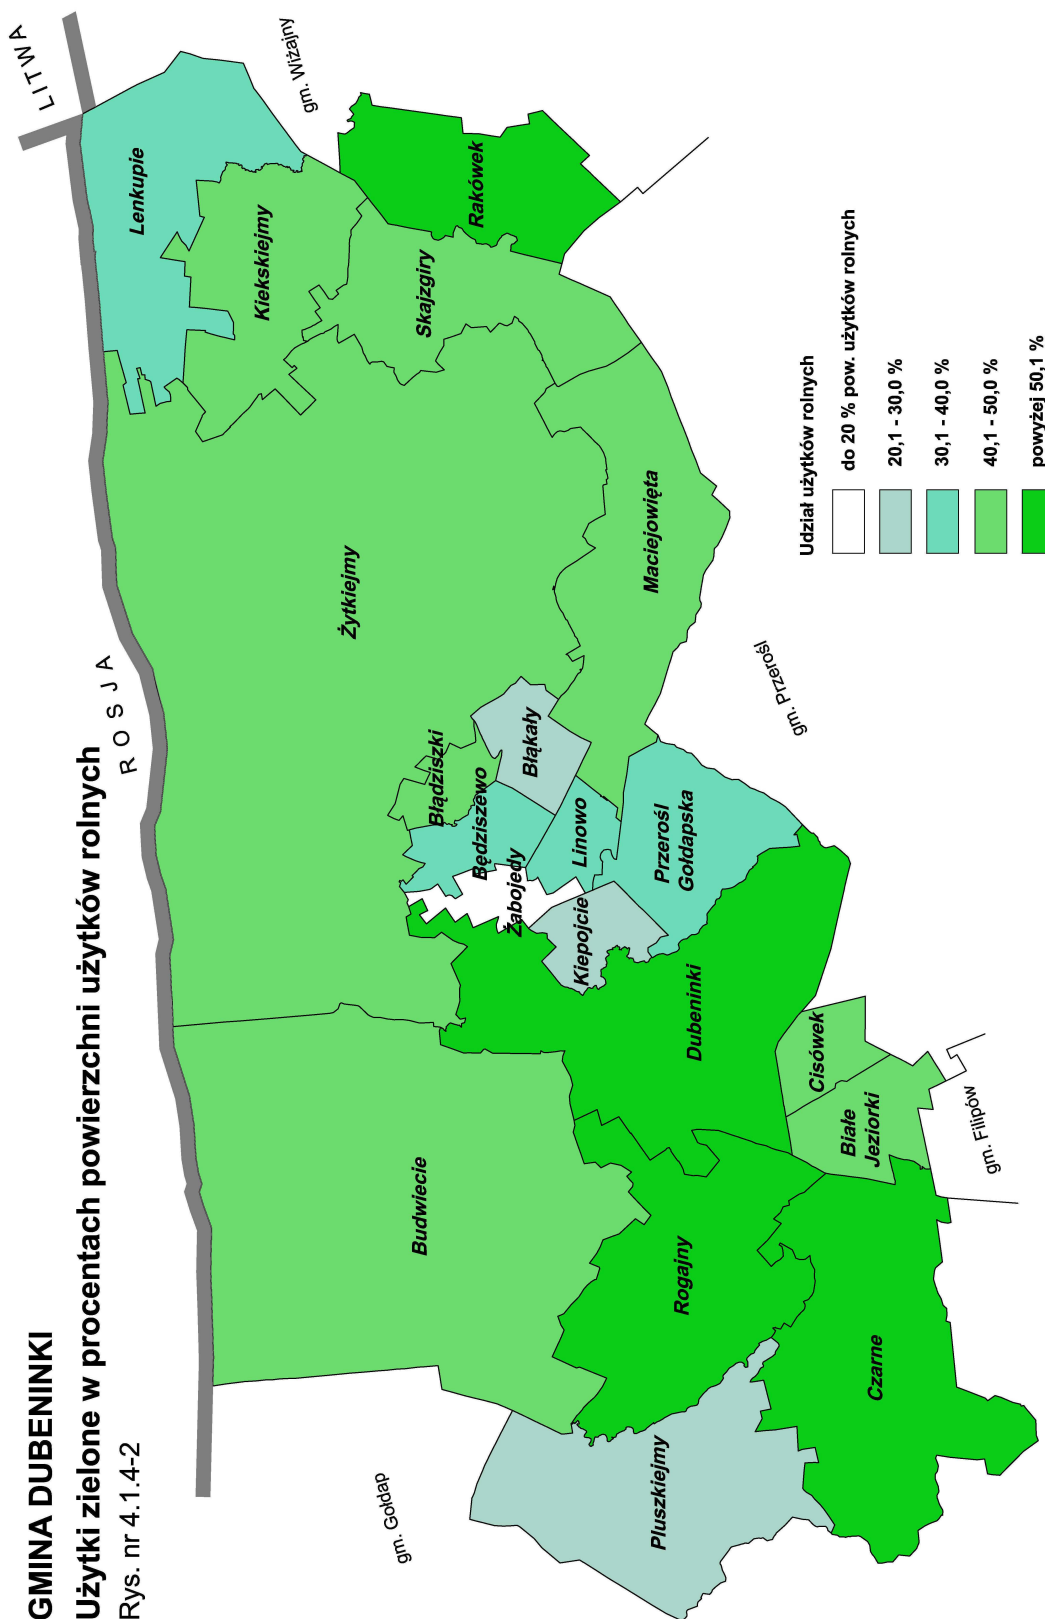 GMINA DUBENINKI
Użytki zielone w procentach powierzchni użytków rolnych
Rys. nr 4.1.4-2
LITWA
ROSJA
gm. Wiżajny
Lenkupie
Kiekskiejmy
Rakówek
Skajzgiry
Żytkiejmy
Maciejowięta
Błądziszki
Błąkały
Będziszewo
Linowo
Żabojedy
Kiepojcie
Przerośl
Gołdapska
gm. Przerośl
Dubeninki
Budwiecie
Cisówek
Białe
Jeziorki
gm. Filipów
Rogajny
Czarne
Pluszkiejmy
gm. Gołdap
Udział użytków rolnych
do 20 % pow. użytków rolnych
20,1 - 30,0 %
30,1 - 40,0 %
40,1 - 50,0 %
powyżej 50,1 %